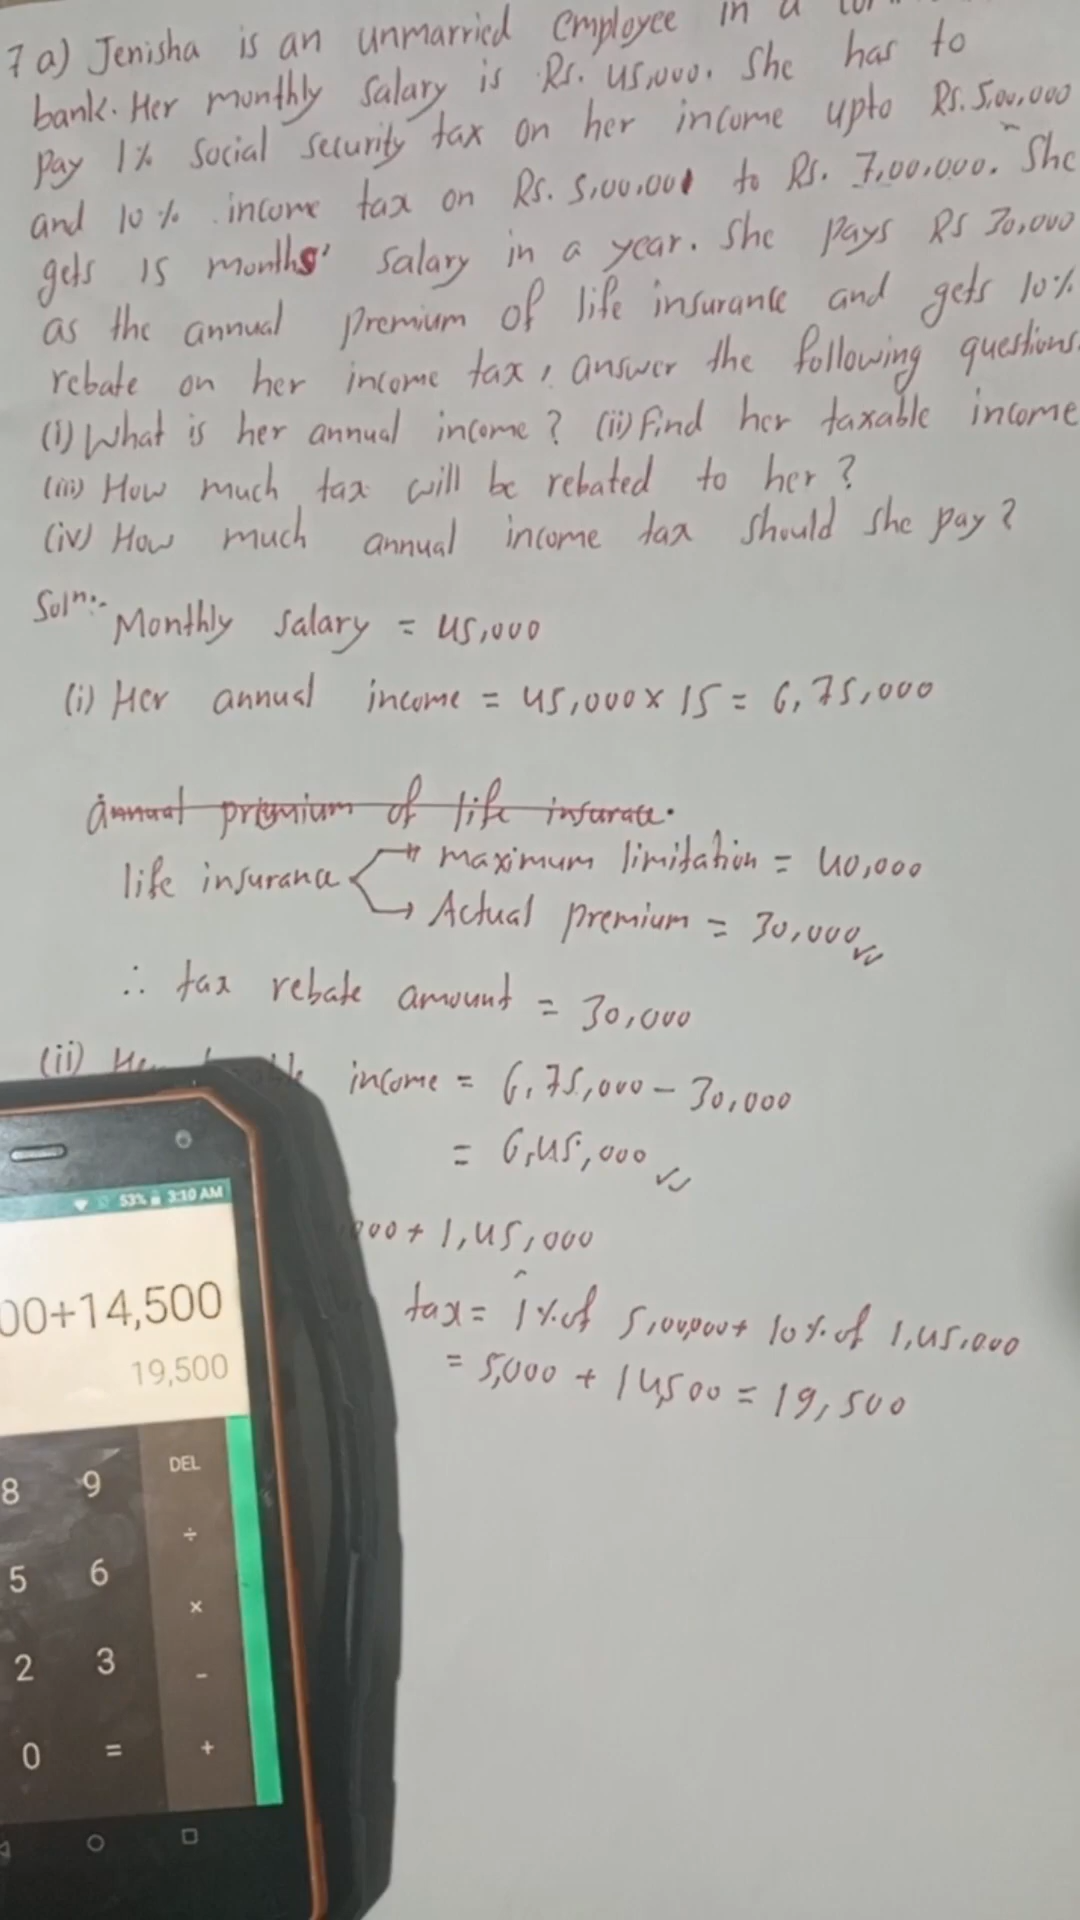 7 a) Jenisha is an unmarried employee in a
bank. Her monthly salary is Rs. 45,000. She has to
pay 1% social security tax on her income upto Rs. 5,00,000
and 10% income tax on Rs. 5,00,001 to Rs. 7,00,000. She
gets 15 months' salary in a year. She pays Rs 30,000
as the annual premium of life insurance and gets 10%
rebate on her income tax, answer the following questions.
(i) What is her annual income? (ii) Find her taxable income
(iii) How much tax will be rebated to her?
(iv) How much annual income tax should she pay?
Solⁿ:-
Monthly salary = 45,000
(i) Her annual income = 45,000 x 15 = 6,75,000
annual premium of life insurate.
life insurance → maximum limitation = 40,000
→ Actual premium = 30,000
∴ tax rebate amount = 30,000
(ii) income = 6,75,000 - 30,000
= 6,45,000
000 + 1,45,000
tax = 1% of 5,00,000 + 10% of 1,45,000
= 5,000 + 14,500 = 19,500
53% 3:10 AM
00+14,500
19,500
8 9 DEL
÷
5 6
×
2 3
-
0 = +